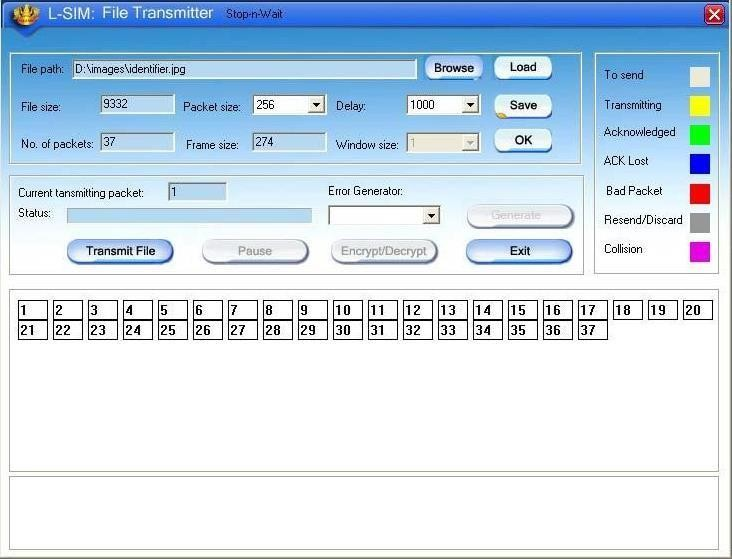 L-SIM: File Transmitter Stop-n-Wait
File path: D:\images\identifier.jpg Browse Load
File size: 9332 Packet size: 256 Delay: 1000 Save
No. of packets: 37 Frame size: 274 Window size: 1 OK
To send
Transmitting
Acknowledged
ACK Lost
Bad Packet
Resend/Discard
Collision
Current tansmitting packet: 1 Error Generator:
Status: Generate
Transmit File Pause Encrypt/Decrypt Exit
1 2 3 4 5 6 7 8 9 10 11 12 13 14 15 16 17 18 19 20
21 22 23 24 25 26 27 28 29 30 31 32 33 34 35 36 37